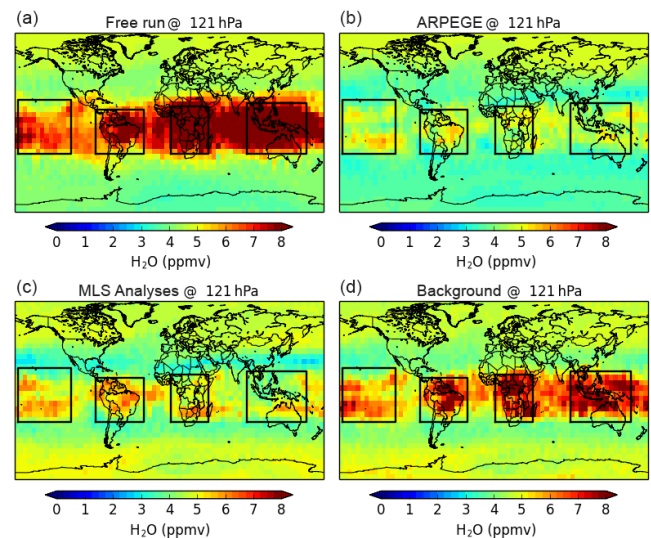 (a) Free run @ 121 hPa
(b) ARPEGE @ 121 hPa
0 1 2 3 4 5 6 7 8
H₂O (ppmv)
0 1 2 3 4 5 6 7 8
H₂O (ppmv)
(c) MLS Analyses @ 121 hPa
(d) Background @ 121 hPa
0 1 2 3 4 5 6 7 8
H₂O (ppmv)
0 1 2 3 4 5 6 7 8
H₂O (ppmv)